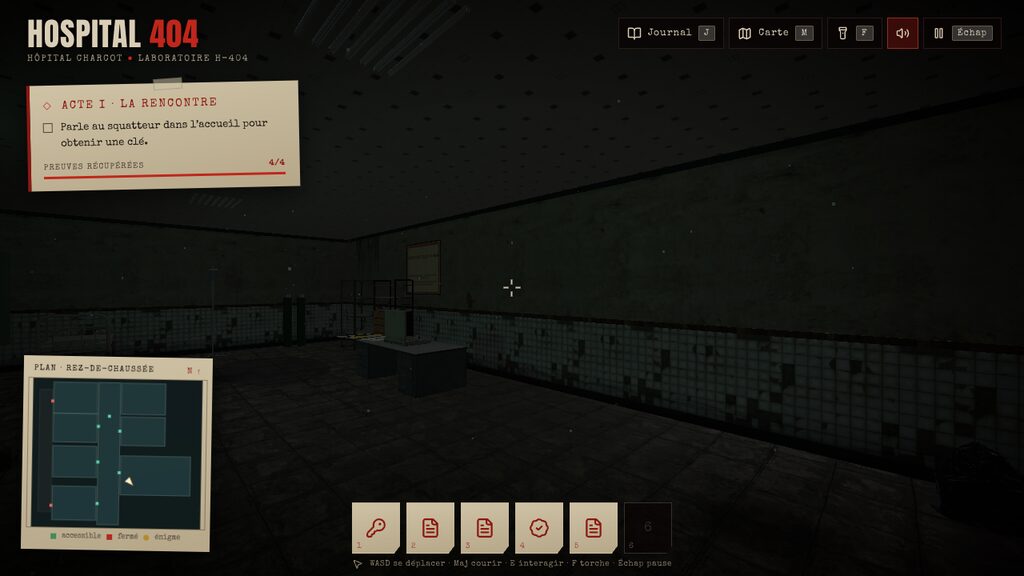 HOSPITAL 404
HÔPITAL CHARCOT • LABORATOIRE H-404
Journal J
Carte M
F
Échap
ACTE I · LA RENCONTRE
Parle au squatteur dans l'accueil pour
obtenir une clé.
PREUVES RÉCUPÉRÉES 4/4
PLAN · REZ-DE-CHAUSSÉE N ↑
accessible fermé énigme
1 2 3 4 5 6
WASD se déplacer · Maj courir · E interagir · F torche · Échap pause